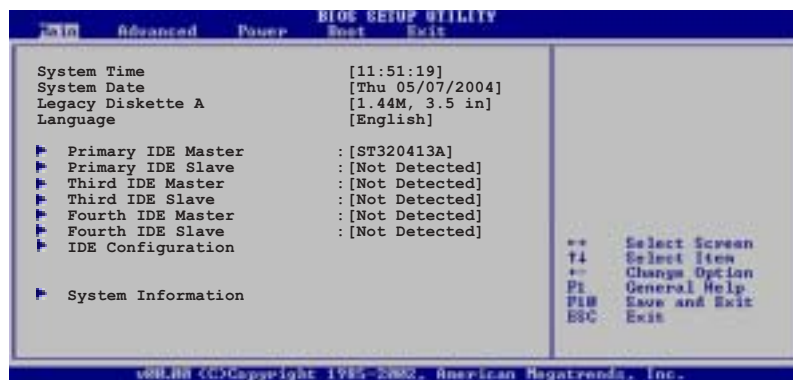 BIOS SETUP UTILITY
Main Advanced Power Boot Exit
System Time [11:51:19]
System Date [Thu 05/07/2004]
Legacy Diskette A [1.44M, 3.5 in]
Language [English]
Primary IDE Master :[ST320413A]
Primary IDE Slave :[Not Detected]
Third IDE Master :[Not Detected]
Third IDE Slave :[Not Detected]
Fourth IDE Master :[Not Detected]
Fourth IDE Slave :[Not Detected]
IDE Configuration
System Information
←→ Select Screen
↑↓ Select Item
+- Change Option
F1 General Help
F10 Save and Exit
ESC Exit
(C)Copyright 1985-2002, American Megatrends, Inc.